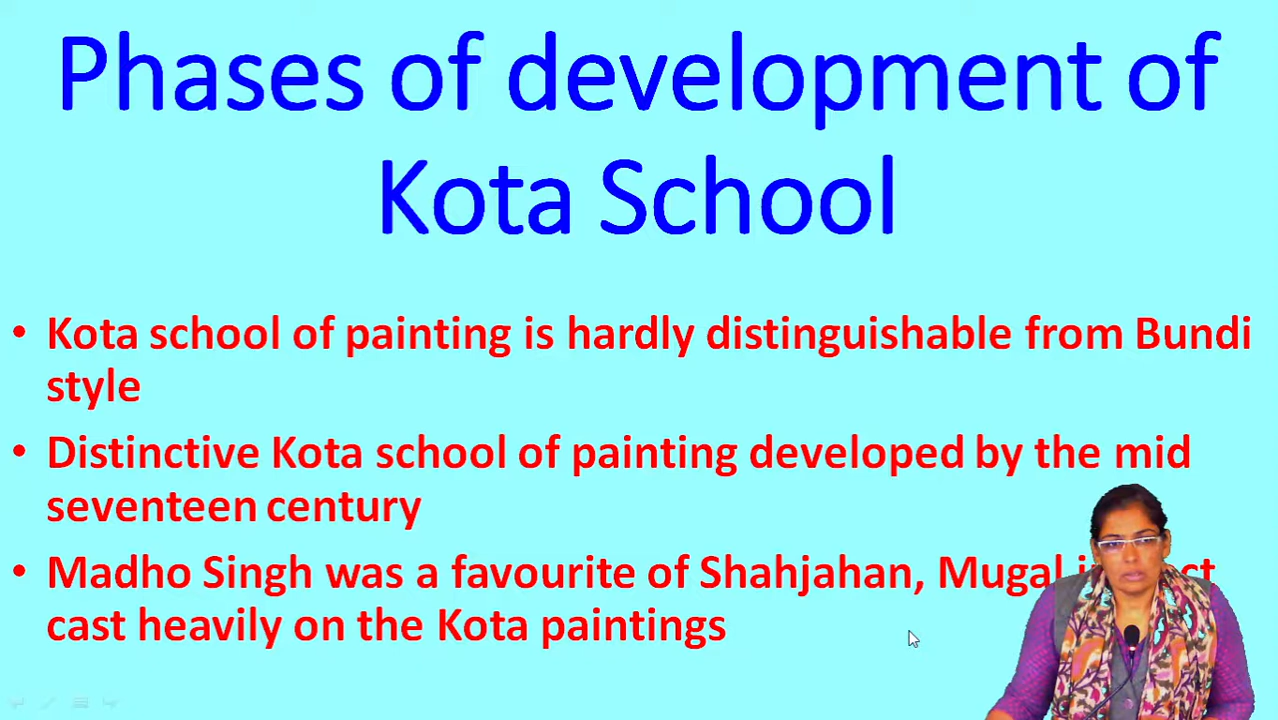 Phases of development of
Kota School
• Kota school of painting is hardly distinguishable from Bundi
style
• Distinctive Kota school of painting developed by the mid
seventeen century
• Madho Singh was a favourite of Shahjahan, Mugal
cast heavily on the Kota paintings